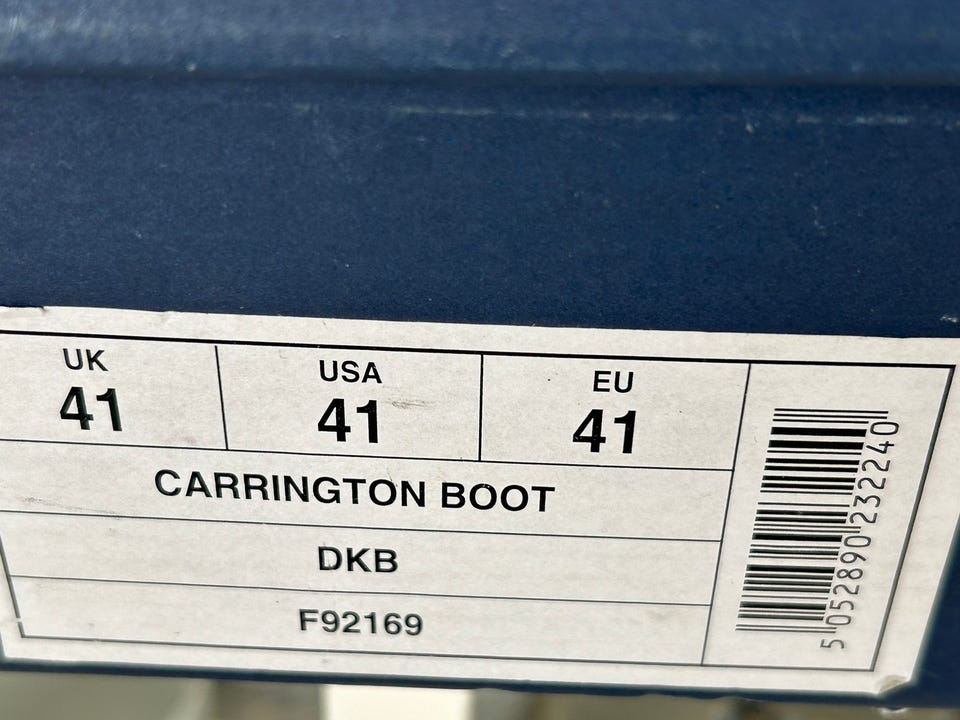 UK USA EU
41 41 41
CARRINGTON BOOT
DKB
F92169
5052890232240